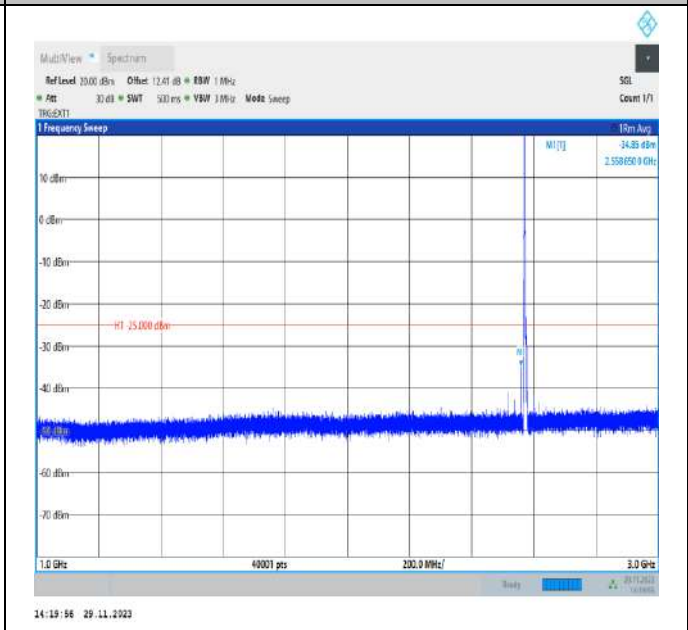 MultiView Spectrum
Ref Level 20.00 dBm Offset 12.41 dB RBW 1 MHz SGL
Att 30 dB SWT 500 ms VBW 3 MHz Mode Sweep Count 1/1
TRG:EXT1
1 Frequency Sweep 1Rm Avg
M1[1] -34.85 dBm
2.5586500 GHz
10 dBm
0 dBm
-10 dBm
-20 dBm
H1 -25.000 dBm
-30 dBm
-40 dBm
-50 dBm
-60 dBm
-70 dBm
1.0 GHz 40001 pts 200.0 MHz/ 3.0 GHz
Ready 29.11.2023
14:19:56 29.11.2023